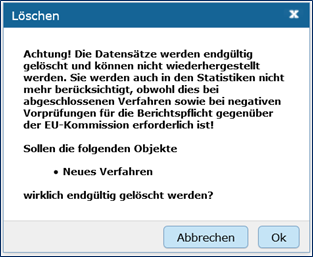 Löschen
Achtung! Die Datensätze werden endgültig
gelöscht und können nicht wiederhergestellt
werden. Sie werden auch in den Statistiken nicht
mehr berücksichtigt, obwohl dies bei
abgeschlossenen Verfahren sowie bei negativen
Vorprüfungen für die Berichtspflicht gegenüber
der EU-Kommission erforderlich ist!
Sollen die folgenden Objekte
• Neues Verfahren
wirklich endgültig gelöscht werden?
Abbrechen Ok